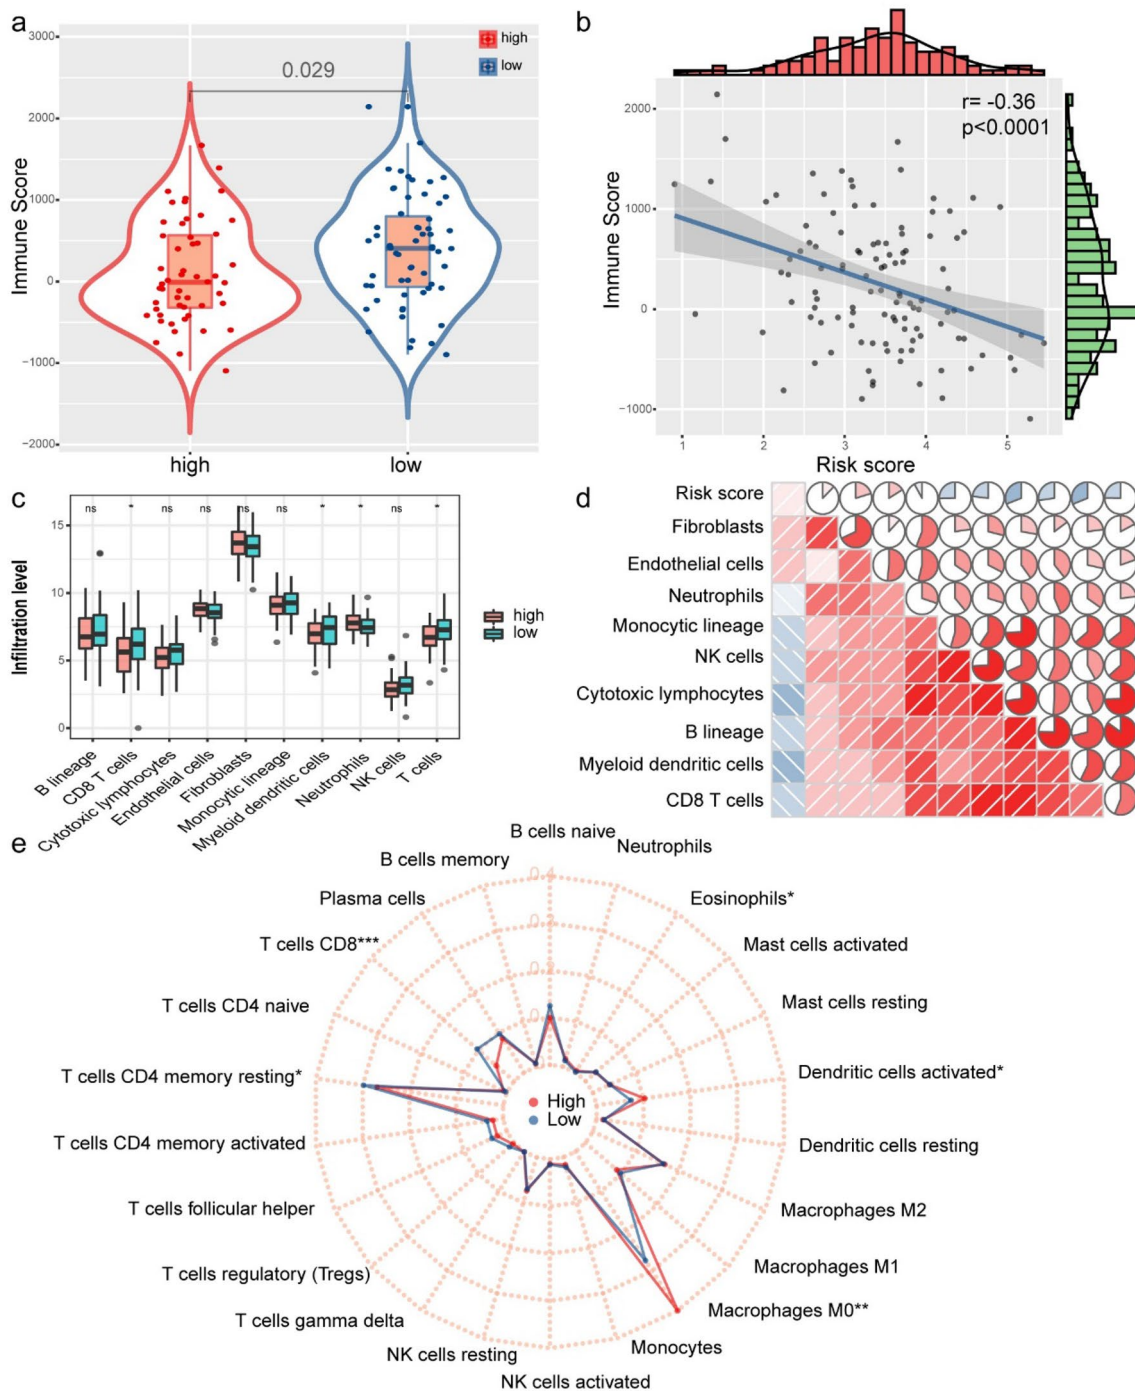 a
3000
2000
1000
0
−1000
−2000
Immune Score
0.029
high
low
high
low
b
r= -0.36
p<0.0001
2000
1000
0
−1000
Immune Score
1
2
3
4
5
Risk score
c
ns
*
ns
ns
ns
*
*
ns
*
15
10
5
0
Infiltration level
high
low
B lineage
CD8 T cells
Cytotoxic lymphocytes
Endothelial cells
Fibroblasts
Monocytic lineage
Myeloid dendritic cells
Neutrophils
NK cells
T cells
d
Risk score
Fibroblasts
Endothelial cells
Neutrophils
Monocytic lineage
NK cells
Cytotoxic lymphocytes
B lineage
Myeloid dendritic cells
CD8 T cells
e
B cells naive
Neutrophils
B cells memory
Eosinophils*
Plasma cells
Mast cells activated
T cells CD8***
Mast cells resting
T cells CD4 naive
Dendritic cells activated*
T cells CD4 memory resting*
High
Low
T cells CD4 memory activated
Dendritic cells resting
T cells follicular helper
Macrophages M2
T cells regulatory (Tregs)
Macrophages M1
T cells gamma delta
Macrophages M0**
NK cells resting
Monocytes
NK cells activated